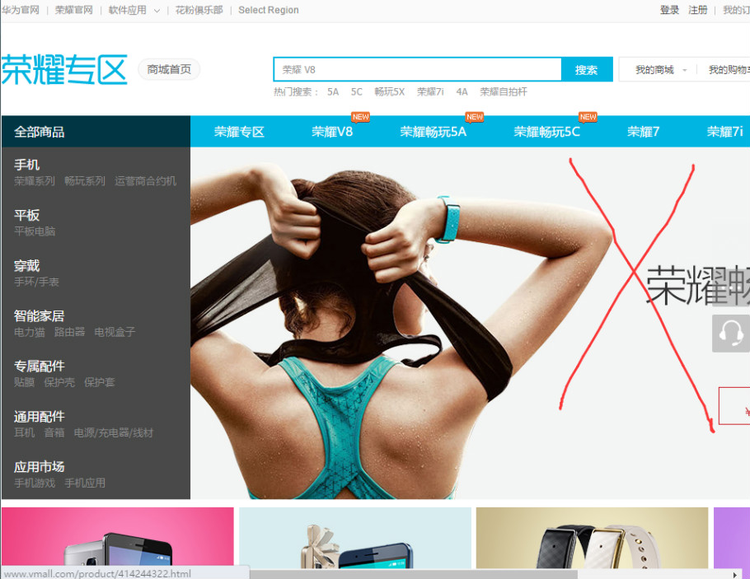 华为官网 | 荣耀官网 | 软件应用 | 花粉俱乐部 | Select Region
登录 注册 | 我的订
荣耀专区 商城首页
荣耀 V8 搜索
我的商城 我的购物车
热门搜索： 5A 5C 畅玩5X 荣耀7i 4A 荣耀自拍杆
NEW NEW NEW
全部商品 荣耀专区 荣耀V8 荣耀畅玩5A 荣耀畅玩5C 荣耀7 荣耀7i
手机
荣耀系列 畅玩系列 运营商合约机
平板
平板电脑
穿戴
手环/手表
荣耀畅
智能家居
电力猫 路由器 电视盒子
专属配件
贴膜 保护壳 保护套
¥
通用配件
耳机 音箱 电源/充电器/线材
应用市场
手机游戏 手机应用
www.vmall.com/product/414244322.html